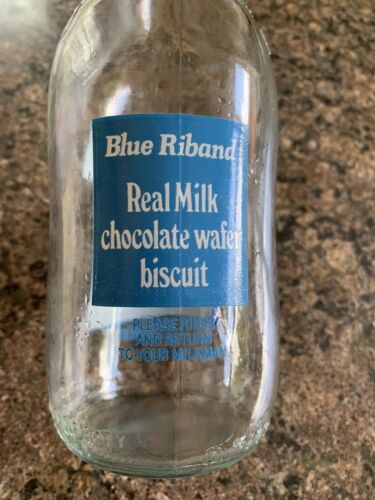 Blue Riband
Real Milk
chocolate wafer
biscuit
PLEASE RINSE
AND RETURN
TO YOUR MILKMAN